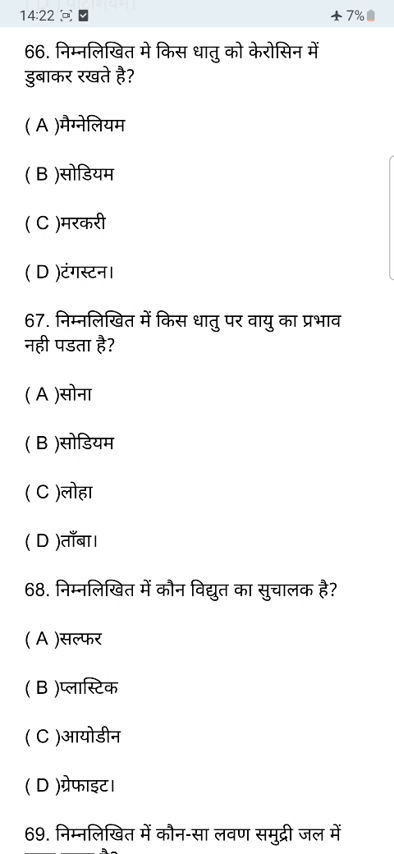 14:22
7%
66. निम्नलिखित मे किस धातु को केरोसिन में
डुबाकर रखते है?
( A )मैग्नेलियम
( B )सोडियम
( C )मरकरी
( D )टंगस्टन।
67. निम्नलिखित में किस धातु पर वायु का प्रभाव
नही पडता है?
( A )सोना
( B )सोडियम
( C )लोहा
( D )ताँबा।
68. निम्नलिखित में कौन विद्युत का सुचालक है?
( A )सल्फर
( B )प्लास्टिक
( C )आयोडीन
( D )ग्रेफाइट।
69. निम्नलिखित में कौन-सा लवण समुद्री जल में